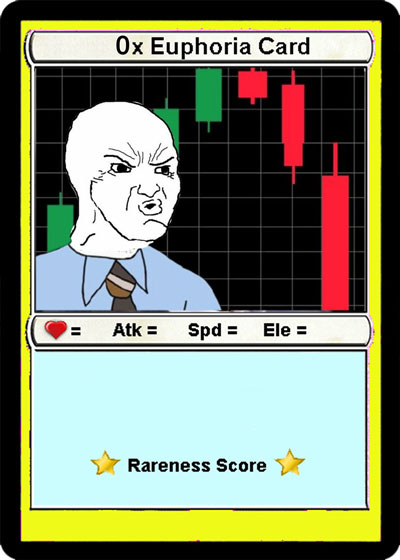 0x Euphoria Card
❤️= Atk = Spd = Ele =
⭐ Rareness Score ⭐